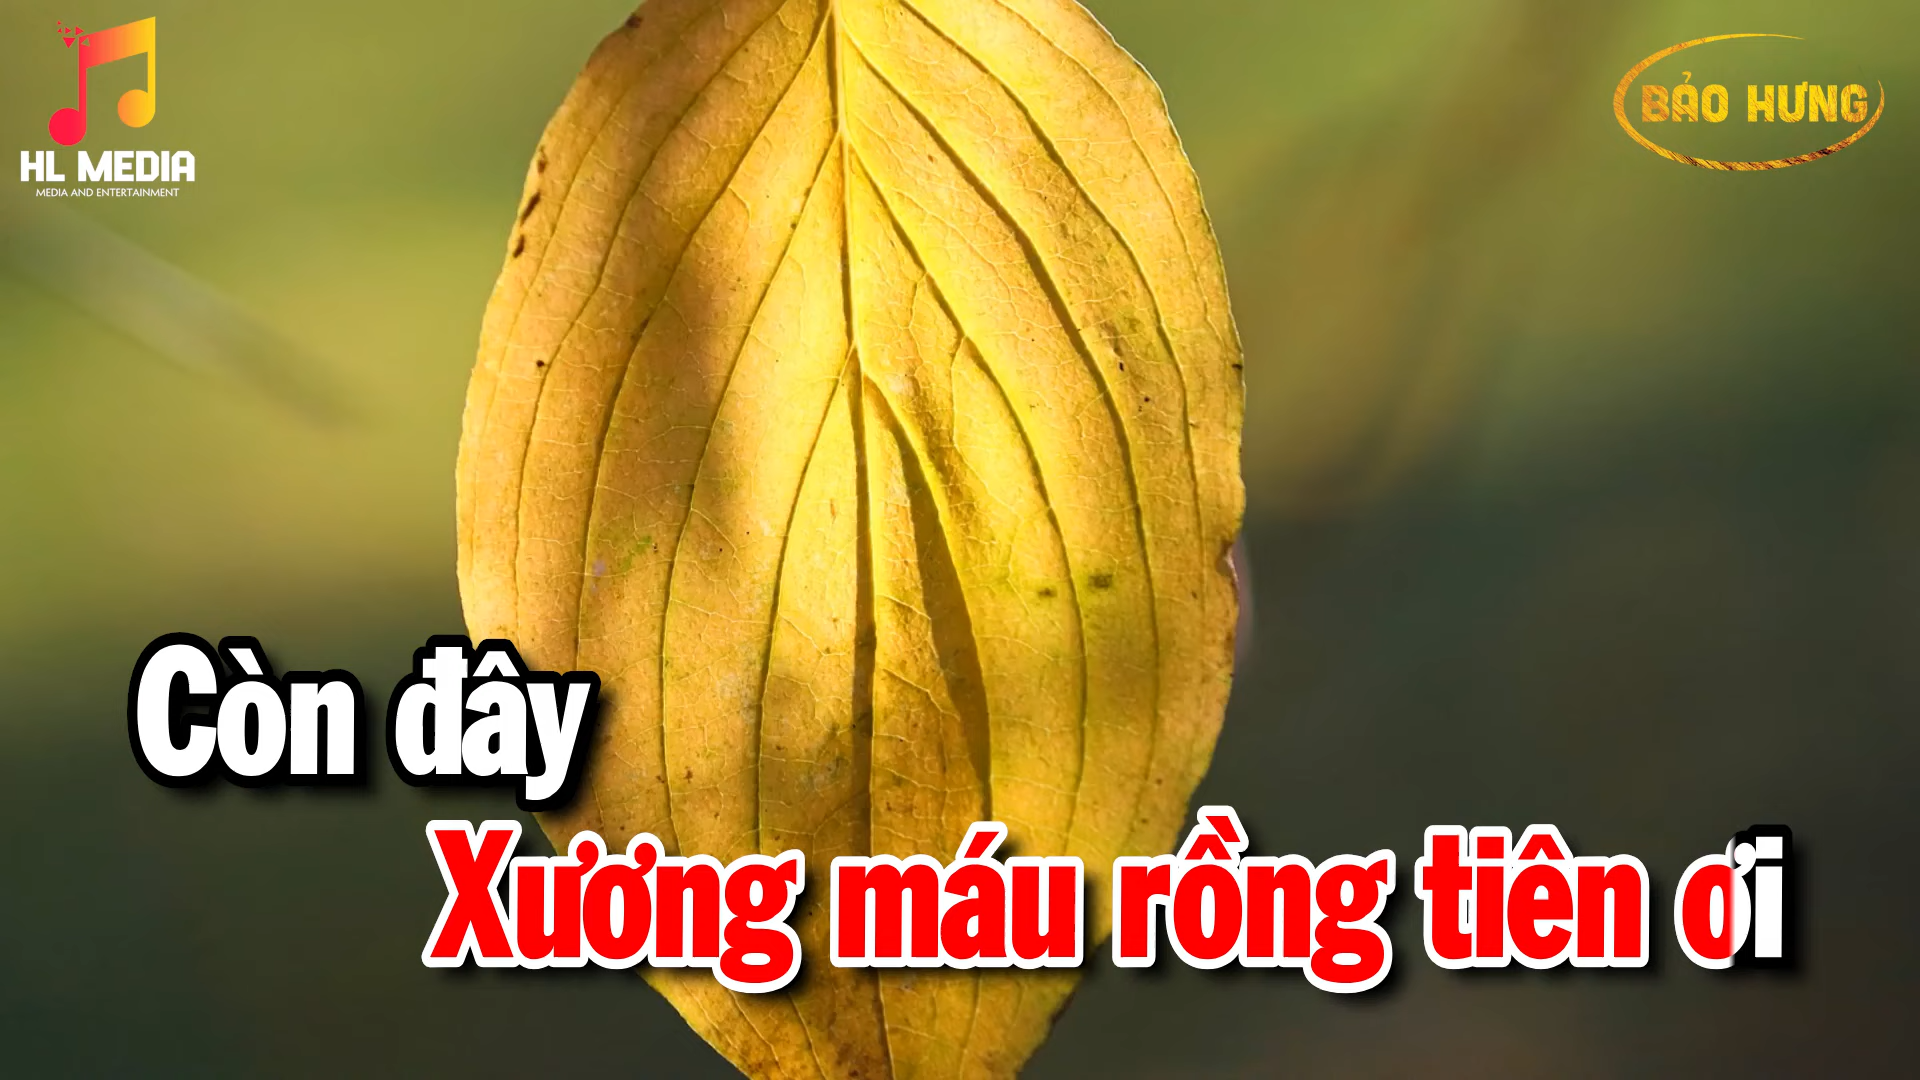 HL MEDIA
MEDIA AND ENTERTAINMENT
BẢO HƯNG
Còn đây
Xương máu rồng tiên ơi